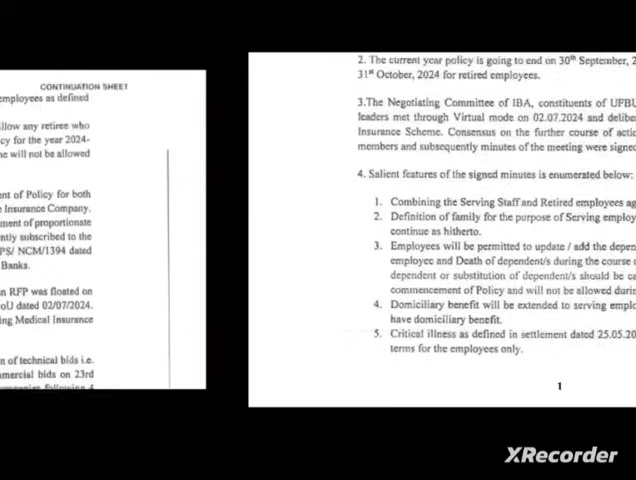 CONTINUATION SHEET
employees as defined
allow any retiree who
cy for the year 2024-
ne will not be allowed
ent of Policy for both
e Insurance Company.
ment of proportionate
ntly subscribed to the
PS/ NCM/1394 dated
Banks.
an RFP was floated on
oU dated 02/07/2024.
ing Medical Insurance
n of technical bids i.e.
mercial bids on 23rd
following 4
2. The current year policy is going to end on 30th September, 2
31st October, 2024 for retired employees.
3.The Negotiating Committee of IBA, constituents of UFBU
leaders met through Virtual mode on 02.07.2024 and delibe
Insurance Scheme. Consensus on the further course of actio
members and subsequently minutes of the meeting were signed
4. Salient features of the signed minutes is enumerated below:
1. Combining the Serving Staff and Retired employees ag
2. Definition of family for the purpose of Serving employ
continue as hitherto.
3. Employees will be permitted to update / add the depen
employee and Death of dependent/s during the course o
dependent or substitution of dependent/s should be ca
commencement of Policy and will not be allowed durin
4. Domiciliary benefit will be extended to serving emplo
have domiciliary benefit.
5. Critical illness as defined in settlement dated 25.05.20
terms for the employees only.
1
XRecorder